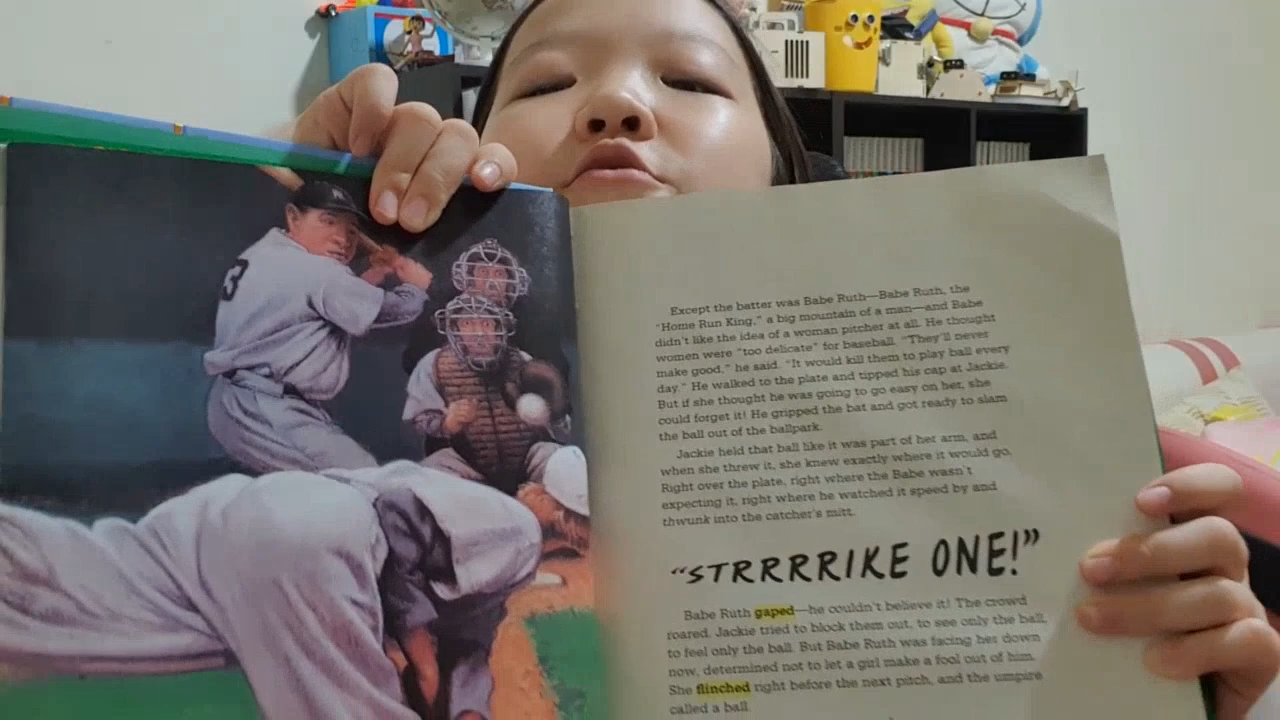 3
Except the batter was Babe Ruth—Babe Ruth, the
"Home Run King," a big mountain of a man—and Babe
didn't like the idea of a woman pitcher at all. He thought
women were "too delicate" for baseball. "They'll never
make good," he said. "It would kill them to play ball every
day." He walked to the plate and tipped his cap at Jackie.
But if she thought he was going to go easy on her, she
could forget it! He gripped the bat and got ready to slam
the ball out of the ballpark.
Jackie held that ball like it was part of her arm, and
when she threw it, she knew exactly where it would go.
Right over the plate, right where the Babe wasn't
expecting it, right where he watched it speed by and
thwunk into the catcher's mitt.
"STRRRRIKE ONE!"
Babe Ruth gaped—he couldn't believe it! The crowd
roared. Jackie tried to block them out, to see only the ball,
to feel only the ball. But Babe Ruth was facing her down
now, determined not to let a girl make a fool out of him.
She flinched right before the next pitch, and the umpire
called a ball.